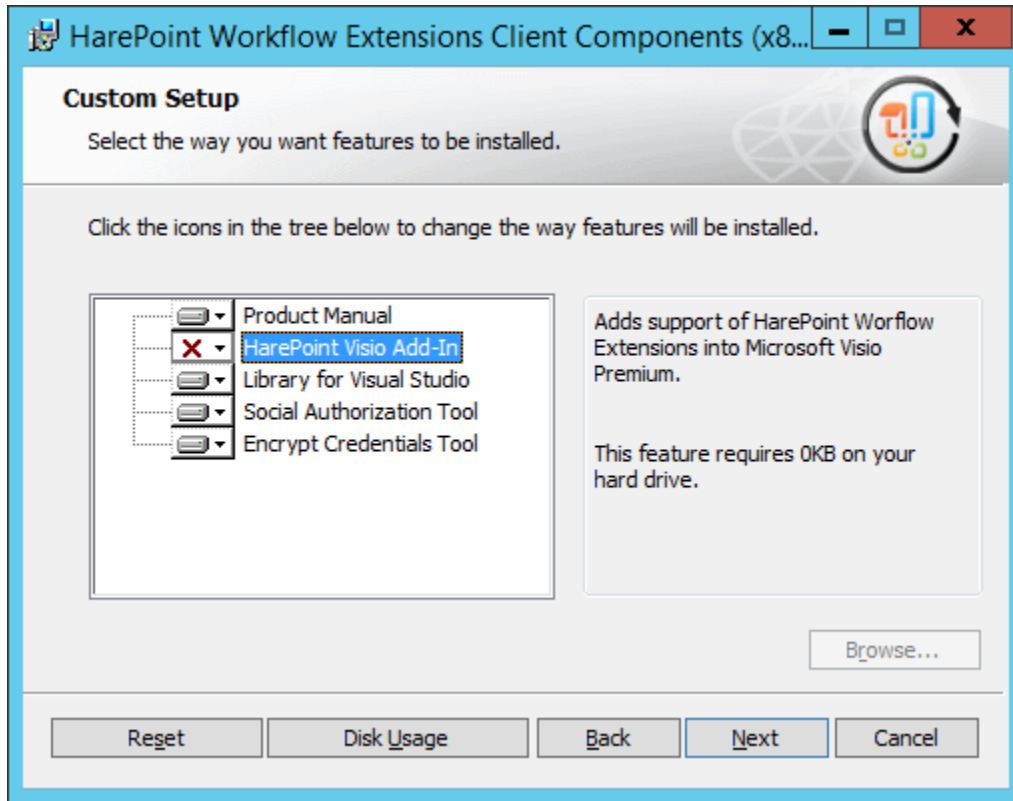 HarePoint Workflow Extensions Client Components (x8...
Custom Setup
Select the way you want features to be installed.
Click the icons in the tree below to change the way features will be installed.
Product Manual
HarePoint Visio Add-In
Library for Visual Studio
Social Authorization Tool
Encrypt Credentials Tool
Adds support of HarePoint Worflow
Extensions into Microsoft Visio
Premium.
This feature requires 0KB on your
hard drive.
Browse...
Reset
Disk Usage
Back
Next
Cancel